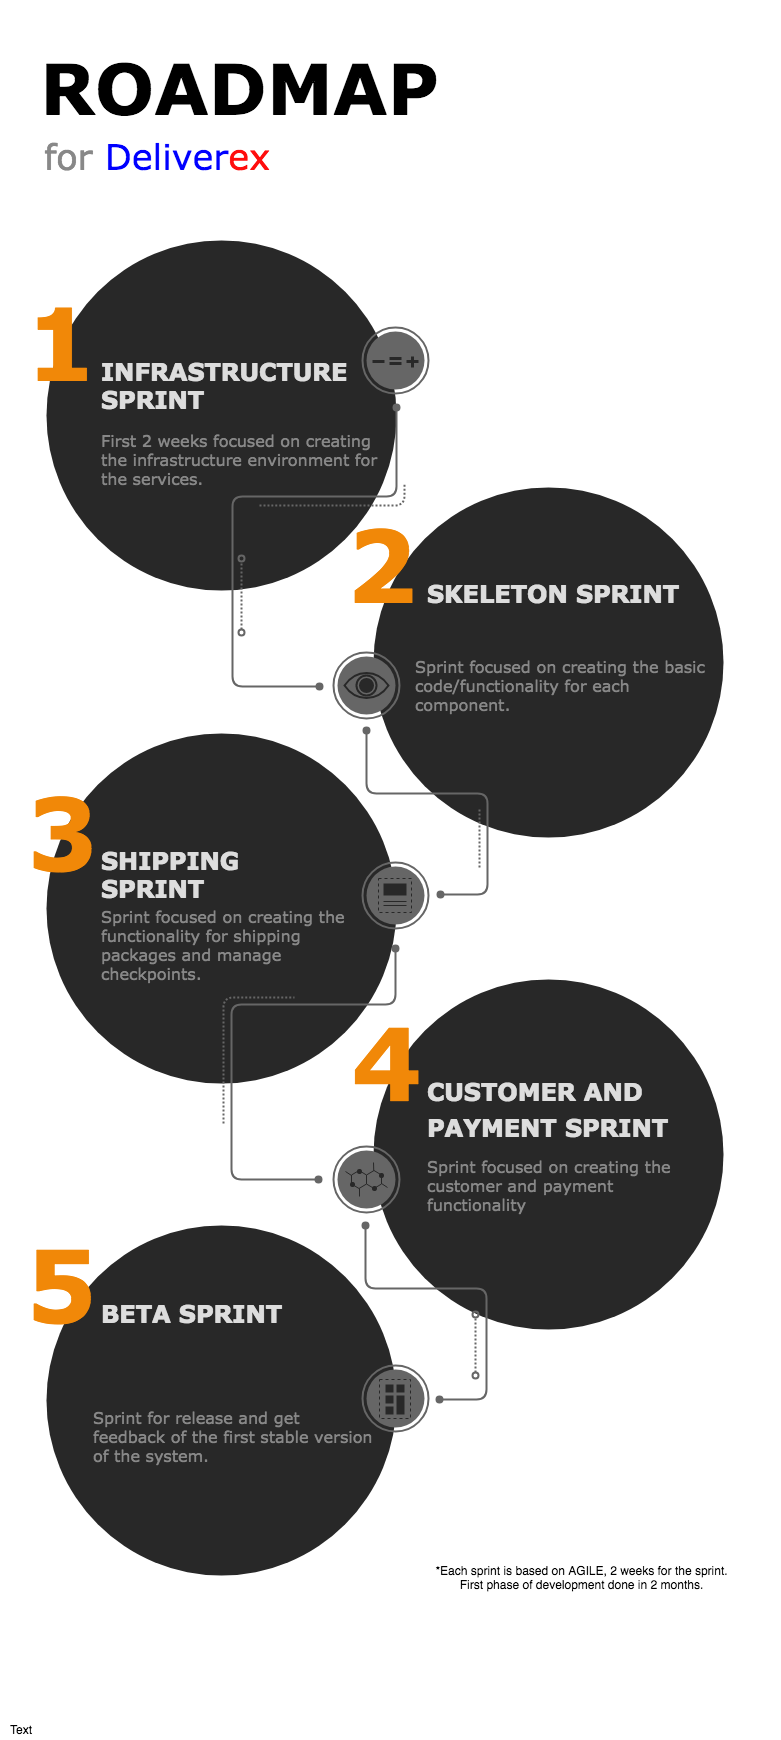 ROADMAP
for Deliverex
1
INFRASTRUCTURE
SPRINT
First 2 weeks focused on creating
the infrastructure environment for
the services.
2
SKELETON SPRINT
Sprint focused on creating the basic
code/functionality for each
component.
3
SHIPPING
SPRINT
Sprint focused on creating the
functionality for shipping
packages and manage
checkpoints.
4
CUSTOMER AND
PAYMENT SPRINT
Sprint focused on creating the
customer and payment
functionality
5
BETA SPRINT
Sprint for release and get
feedback of the first stable version
of the system.
*Each sprint is based on AGILE, 2 weeks for the sprint.
First phase of development done in 2 months.
Text